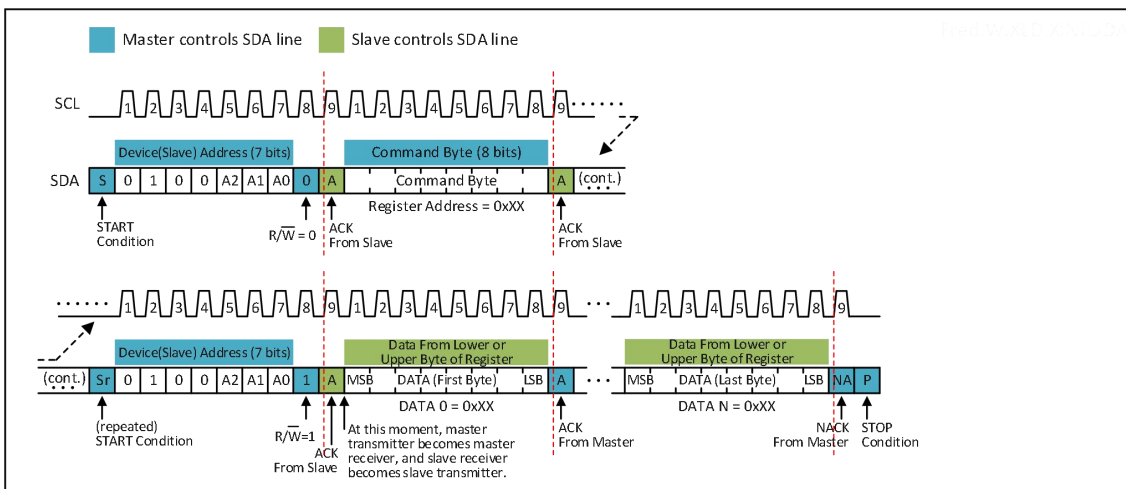 Master controls SDA line
Slave controls SDA line
SCL
1 2 3 4 5 6 7 8 9 1 2 3 4 5 6 7 8 9 ······
Device(Slave) Address (7 bits)
Command Byte (8 bits)
SDA
S 0 1 0 0 A2 A1 A0 0 A Command Byte A (cont.)
····
Register Address = 0xXX
START
Condition
R/W̅ = 0
ACK
From Slave
ACK
From Slave
······ 1 2 3 4 5 6 7 8 9 1 2 3 4 5 6 7 8 9 ··· 1 2 3 4 5 6 7 8 9
Device(Slave) Address (7 bits)
Data From Lower or
Upper Byte of Register
Data From Lower or
Upper Byte of Register
(cont.)
····
Sr 0 1 0 0 A2 A1 A0 1 A MSB DATA (First Byte) LSB A ··· MSB DATA (Last Byte) LSB NA P
DATA 0 = 0xXX
DATA N = 0xXX
(repeated)
START Condition
R/W̅=1
ACK
From Slave
At this moment, master
transmitter becomes master
receiver, and slave receiver
becomes slave transmitter.
ACK
From Master
NACK
From Master
STOP
Condition